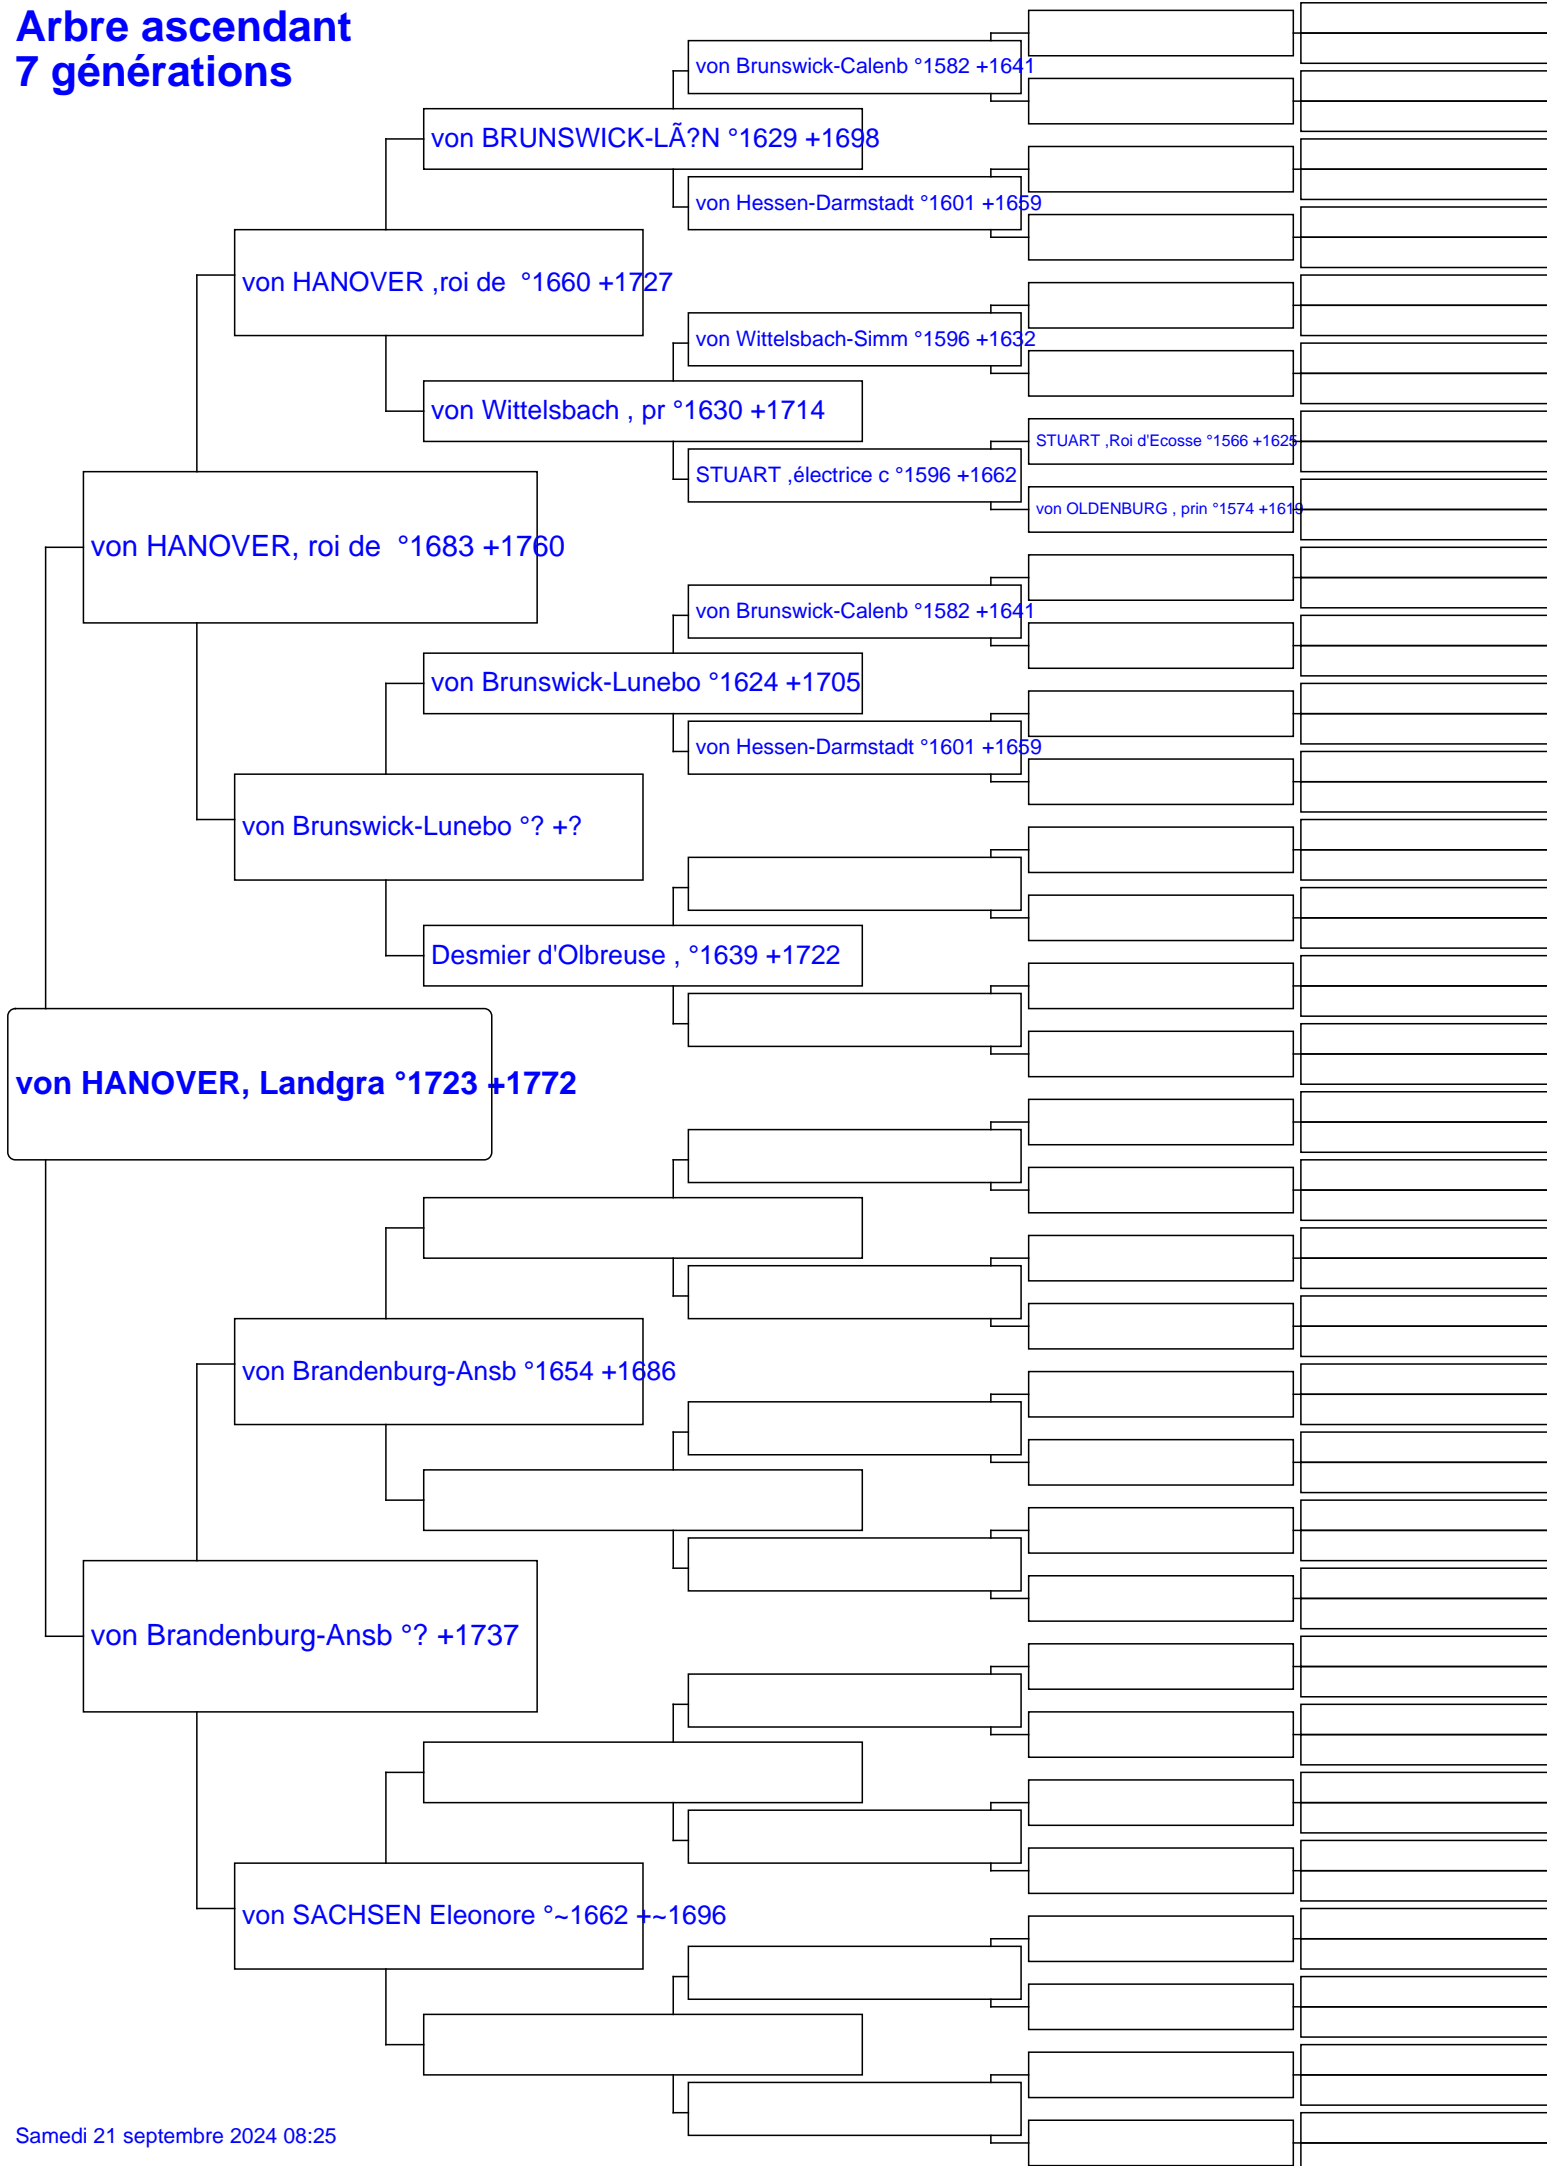 Arbre ascendant
7 générations
von Brunswick-Calenb °1582 +1641
von BRUNSWICK-LÃ?N °1629 +1698
von Hessen-Darmstadt °1601 +1659
von HANOVER ,roi de  °1660 +1727
von Wittelsbach-Simm °1596 +1632
von Wittelsbach , pr °1630 +1714
STUART ,Roi d'Ecosse °1566 +1625
STUART ,électrice c °1596 +1662
von OLDENBURG , prin °1574 +1619
von HANOVER, roi de  °1683 +1760
von Brunswick-Calenb °1582 +1641
von Brunswick-Lunebo °1624 +1705
von Hessen-Darmstadt °1601 +1659
von Brunswick-Lunebo °? +?
Desmier d'Olbreuse , °1639 +1722
von HANOVER, Landgra °1723 +1772
von Brandenburg-Ansb °1654 +1686
von Brandenburg-Ansb °? +1737
von SACHSEN Eleonore °~1662 +~1696
Samedi 21 septembre 2024 08:25